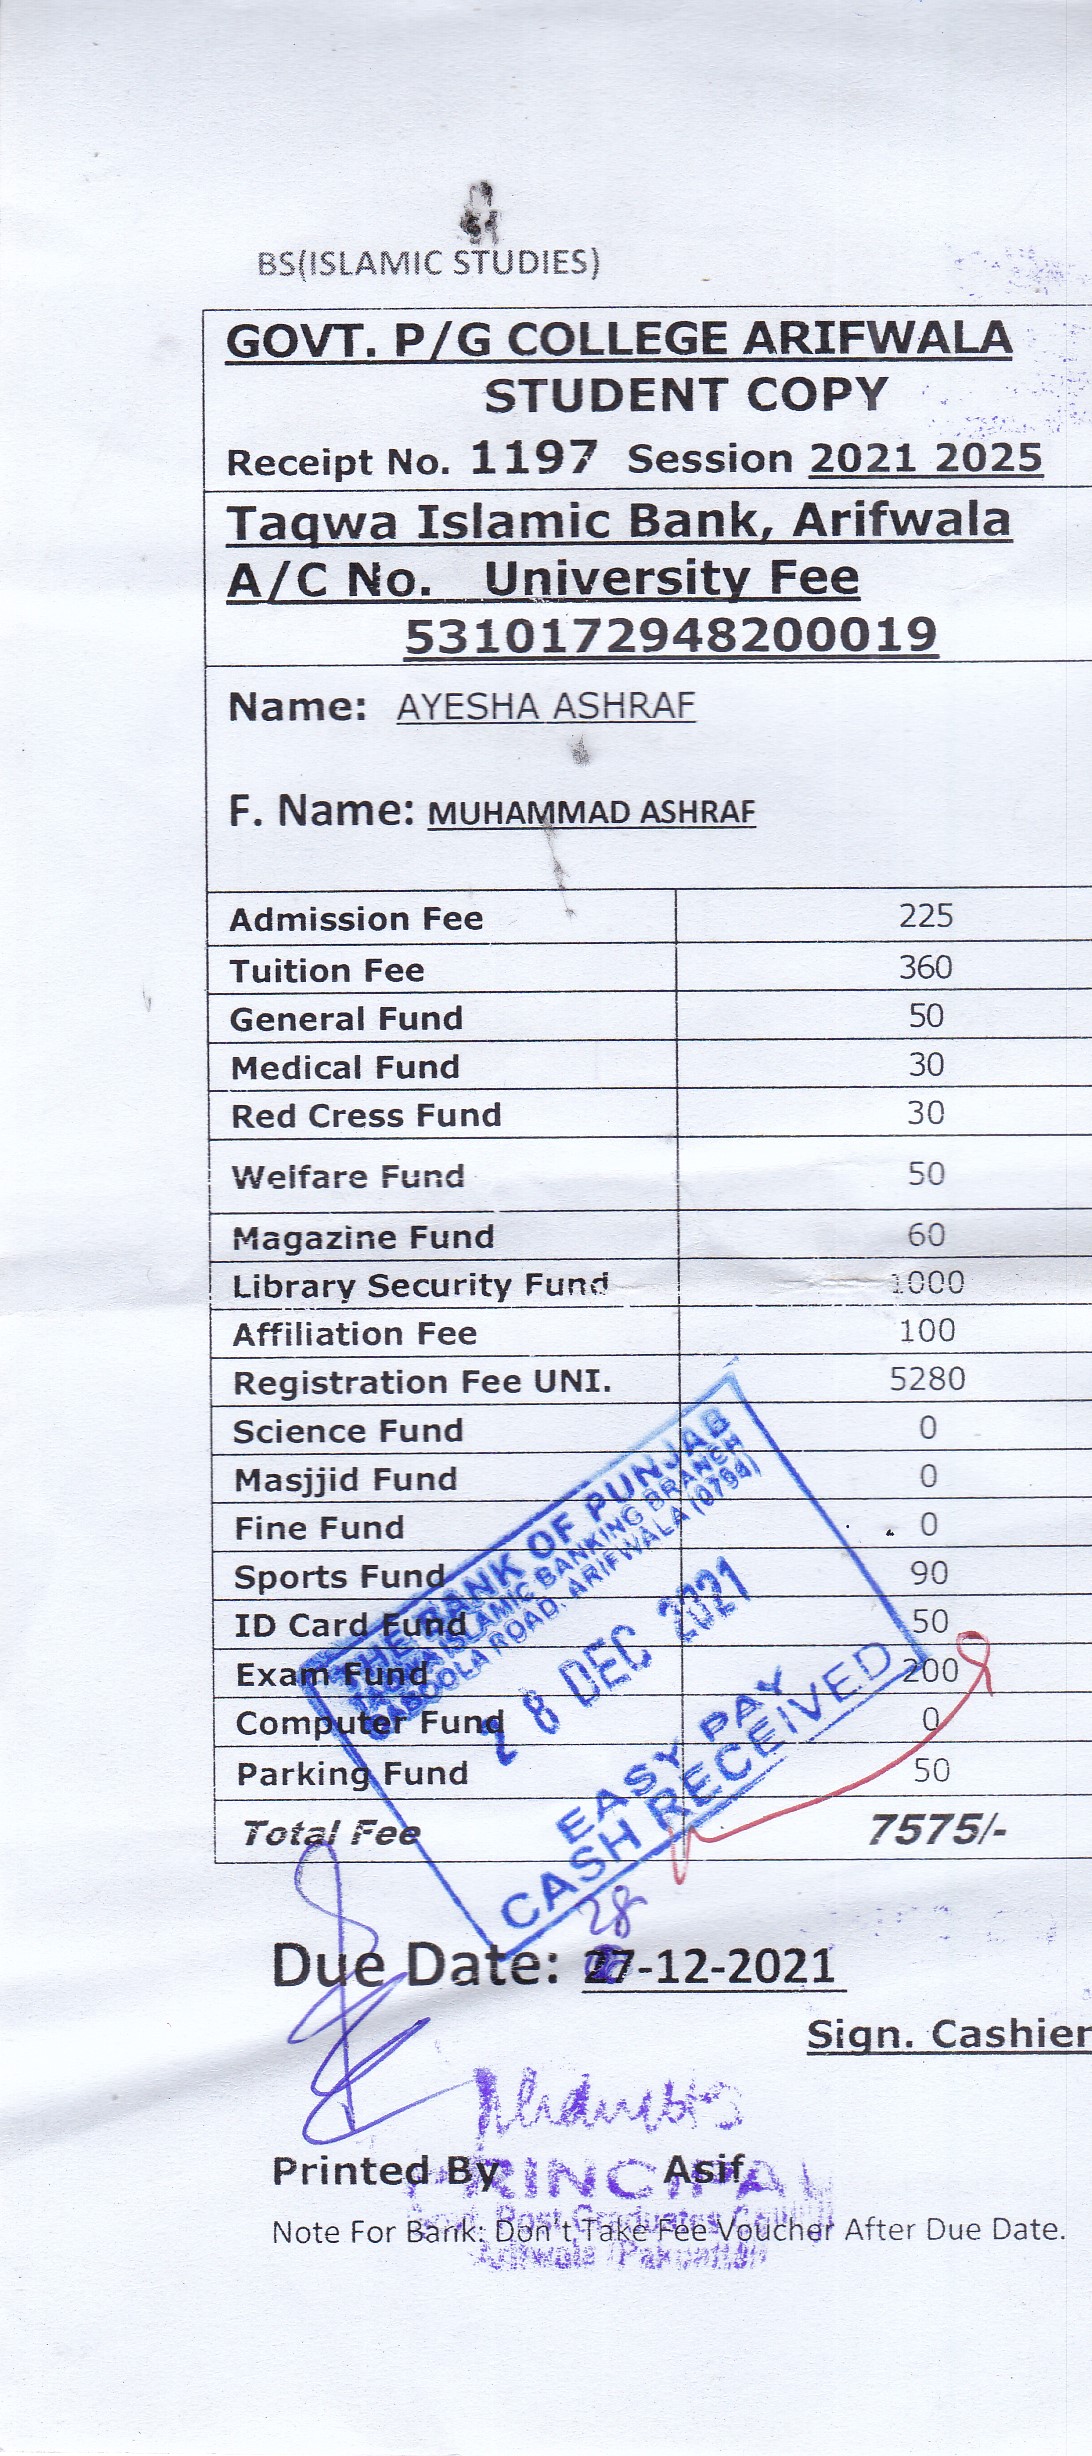 BS(ISLAMIC STUDIES)
GOVT. P/G COLLEGE ARIFWALA
STUDENT COPY
Receipt No. 1197 Session 2021 2025
Taqwa Islamic Bank, Arifwala
A/C No. University Fee
5310172948200019
Name: AYESHA ASHRAF
F. Name: MUHAMMAD ASHRAF
Admission Fee 225
Tuition Fee 360
General Fund 50
Medical Fund 30
Red Cress Fund 30
Welfare Fund 50
Magazine Fund 60
Library Security Fund 1000
Affiliation Fee 100
Registration Fee UNI. 5280
Science Fund 0
Masjjid Fund 0
Fine Fund 0
Sports Fund 90
ID Card Fund 50
Exam Fund 200
Computer Fund 0
Parking Fund 50
Total Fee 7575/-
THE BANK OF PUNJAB
TAQWA ISLAMIC BANKING BRANCH
QABOOLA ROAD, ARIFWALA (0794)
28 DEC 2021
EASY PAY
CASH RECEIVED
28
Due Date: 27-12-2021
Sign. Cashier
Printed By Asif
PRINCIPAL
Govt. Post Graduate
Note For Bank: Don't Take Fee Voucher After Due Date.
Arifwala (Pakpattan)